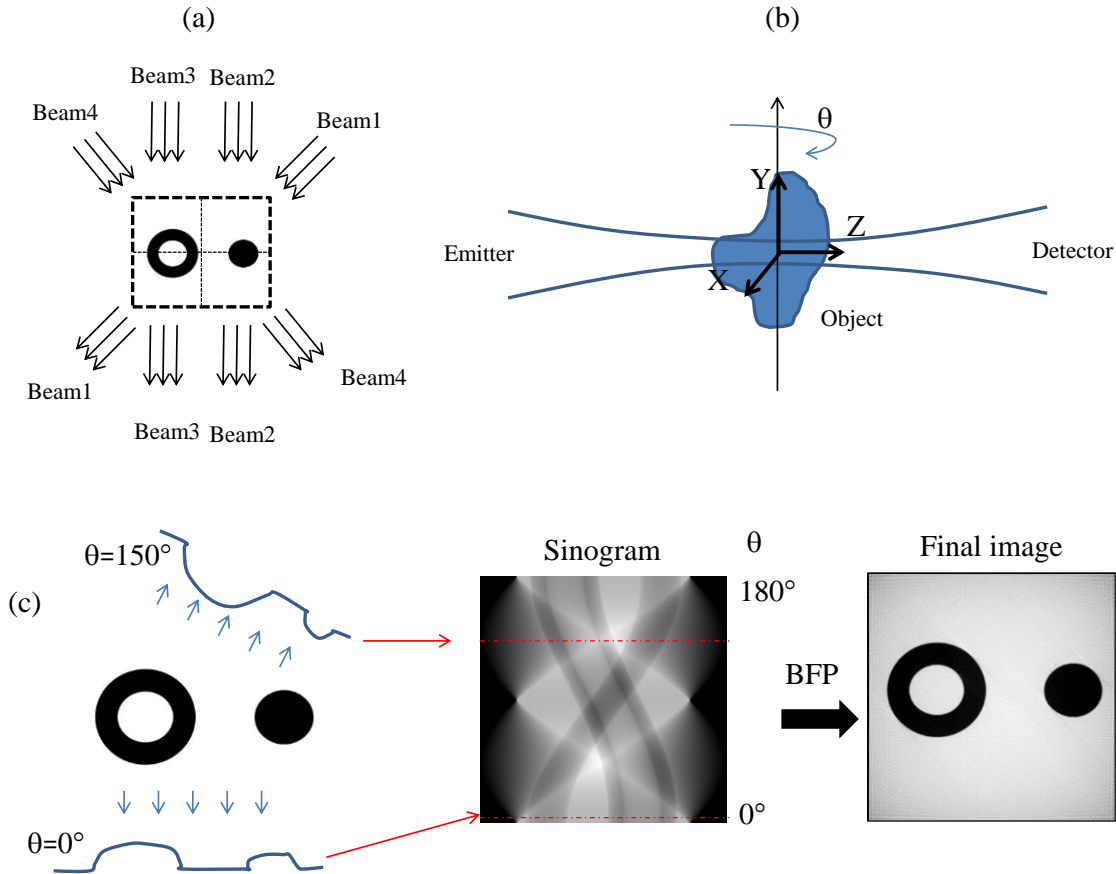 (a)
Beam3
Beam2
Beam4
Beam1
Beam1
Beam4
Beam3
Beam2
(b)
θ
Y
Z
X
Emitter
Detector
Object
(c)
θ=150°
θ=0°
Sinogram
θ
180°
0°
BFP
Final image